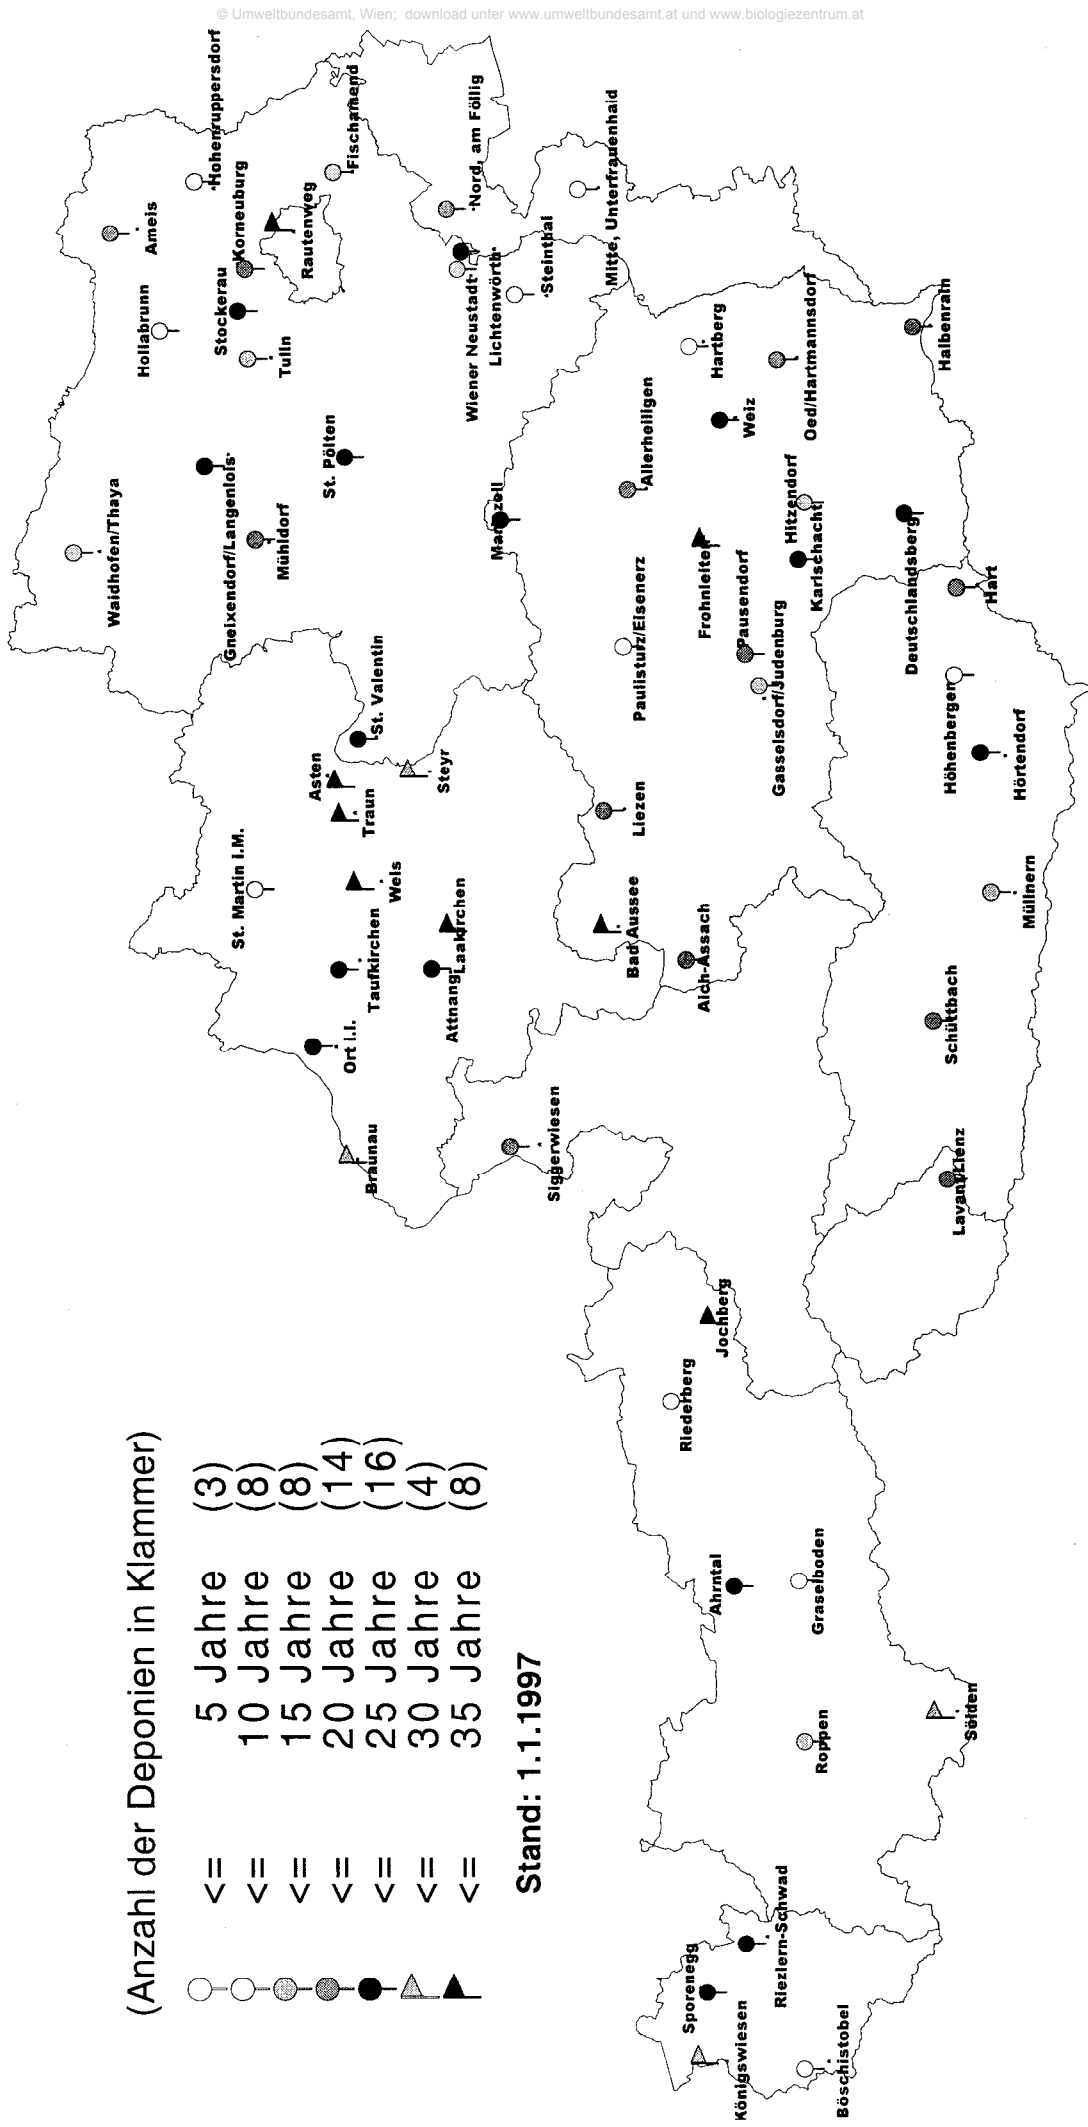 © Umweltbundesamt, Wien; download unter www.umweltbundesamt.at und www.biologiezentrum.at
(Anzahl der Deponien in Klammer)
<= 5 Jahre (3)
<= 10 Jahre (8)
<= 15 Jahre (8)
<= 20 Jahre (14)
<= 25 Jahre (16)
<= 30 Jahre (4)
<= 35 Jahre (8)
Stand: 1.1.1997
Waidhofen/Thaya
Hollabrunn
Ameis
Hohenruppersdorf
Gneixendorf/Langenlois
Stockerau
Korneuburg
Mühldorf
Tulln
Rautenweg
Fischamend
St. Pölten
St. Martin i.M.
Asten
St. Valentin
Traun
Steyr
Wels
Taufkirchen
Ort i.I.
Attnang
Laakirchen
Braunau
Mariazell
Wiener Neustadt
Lichtenwörth
Nord, am Föllig
Steinthal
Mitte, Unterfrauenhaid
Siggerwiesen
Bad Aussee
Liezen
Paulisturz/Eisenerz
Allerheiligen
Aich-Assach
Frohnleiten
Pausendorf
Gasselsdorf/Judenburg
Hartberg
Weiz
Oed/Hartmannsdorf
Hitzendorf
Karlschacht
Halbenrain
Deutschlandsberg
Hart
Höhenbergen
Hörtendorf
Müllnern
Schüttbach
Lavant/Lienz
Jochberg
Riederberg
Ahrntal
Graselboden
Roppen
Sölden
Riezlern-Schwad
Sporenegg
Königswiesen
Böschistobel